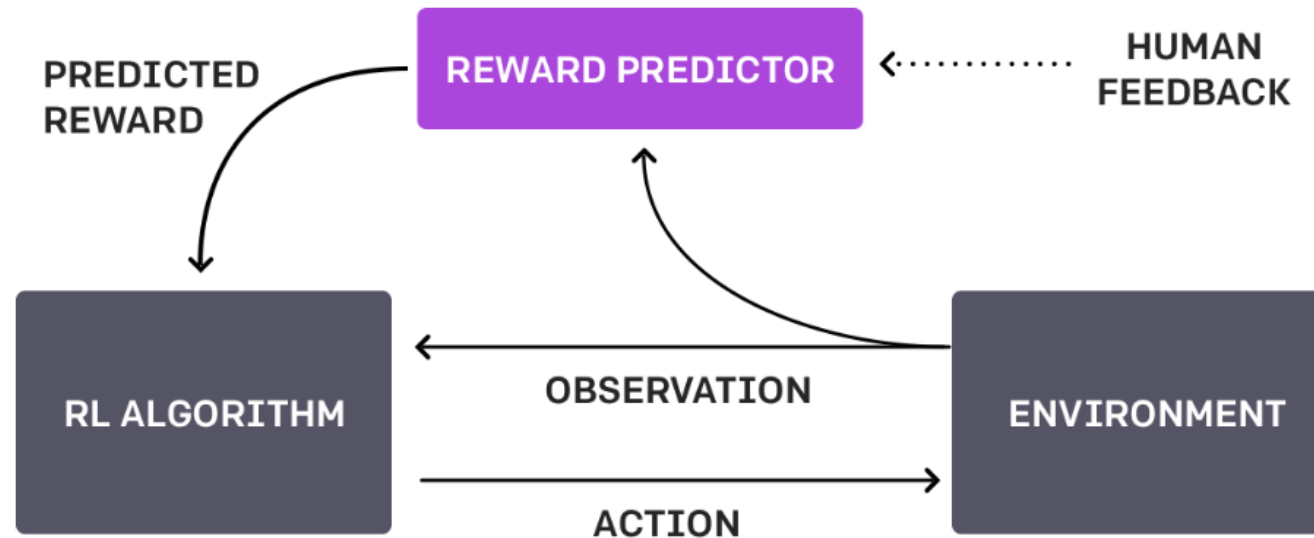 PREDICTED
REWARD
REWARD PREDICTOR
HUMAN
FEEDBACK
RL ALGORITHM
OBSERVATION
ACTION
ENVIRONMENT